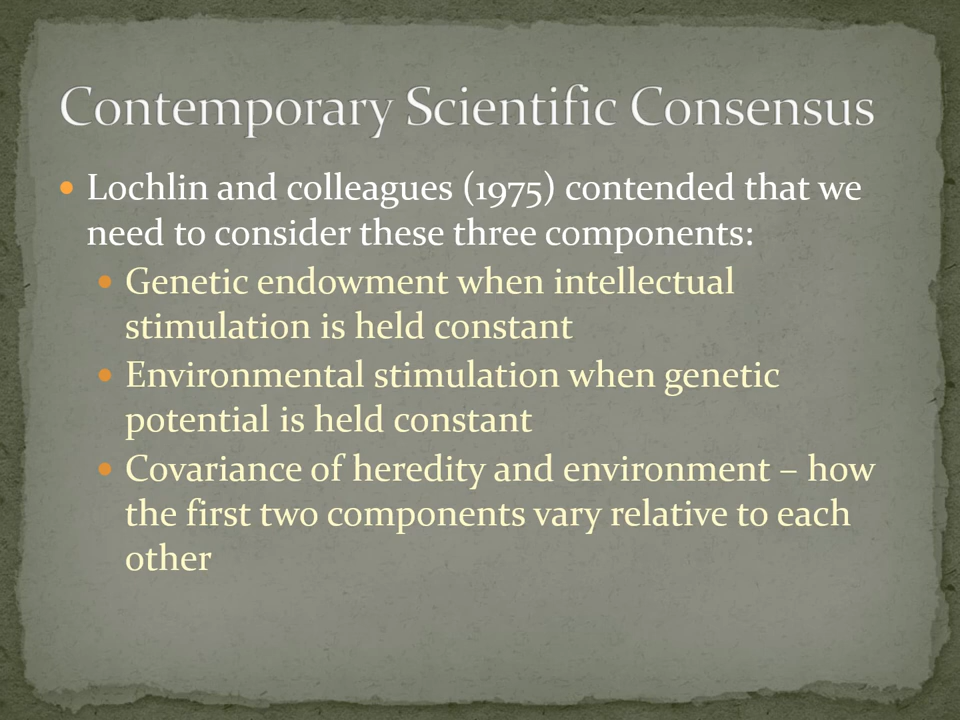 Contemporary Scientific Consensus
• Lochlin and colleagues (1975) contended that we
need to consider these three components:
• Genetic endowment when intellectual
stimulation is held constant
• Environmental stimulation when genetic
potential is held constant
• Covariance of heredity and environment – how
the first two components vary relative to each
other